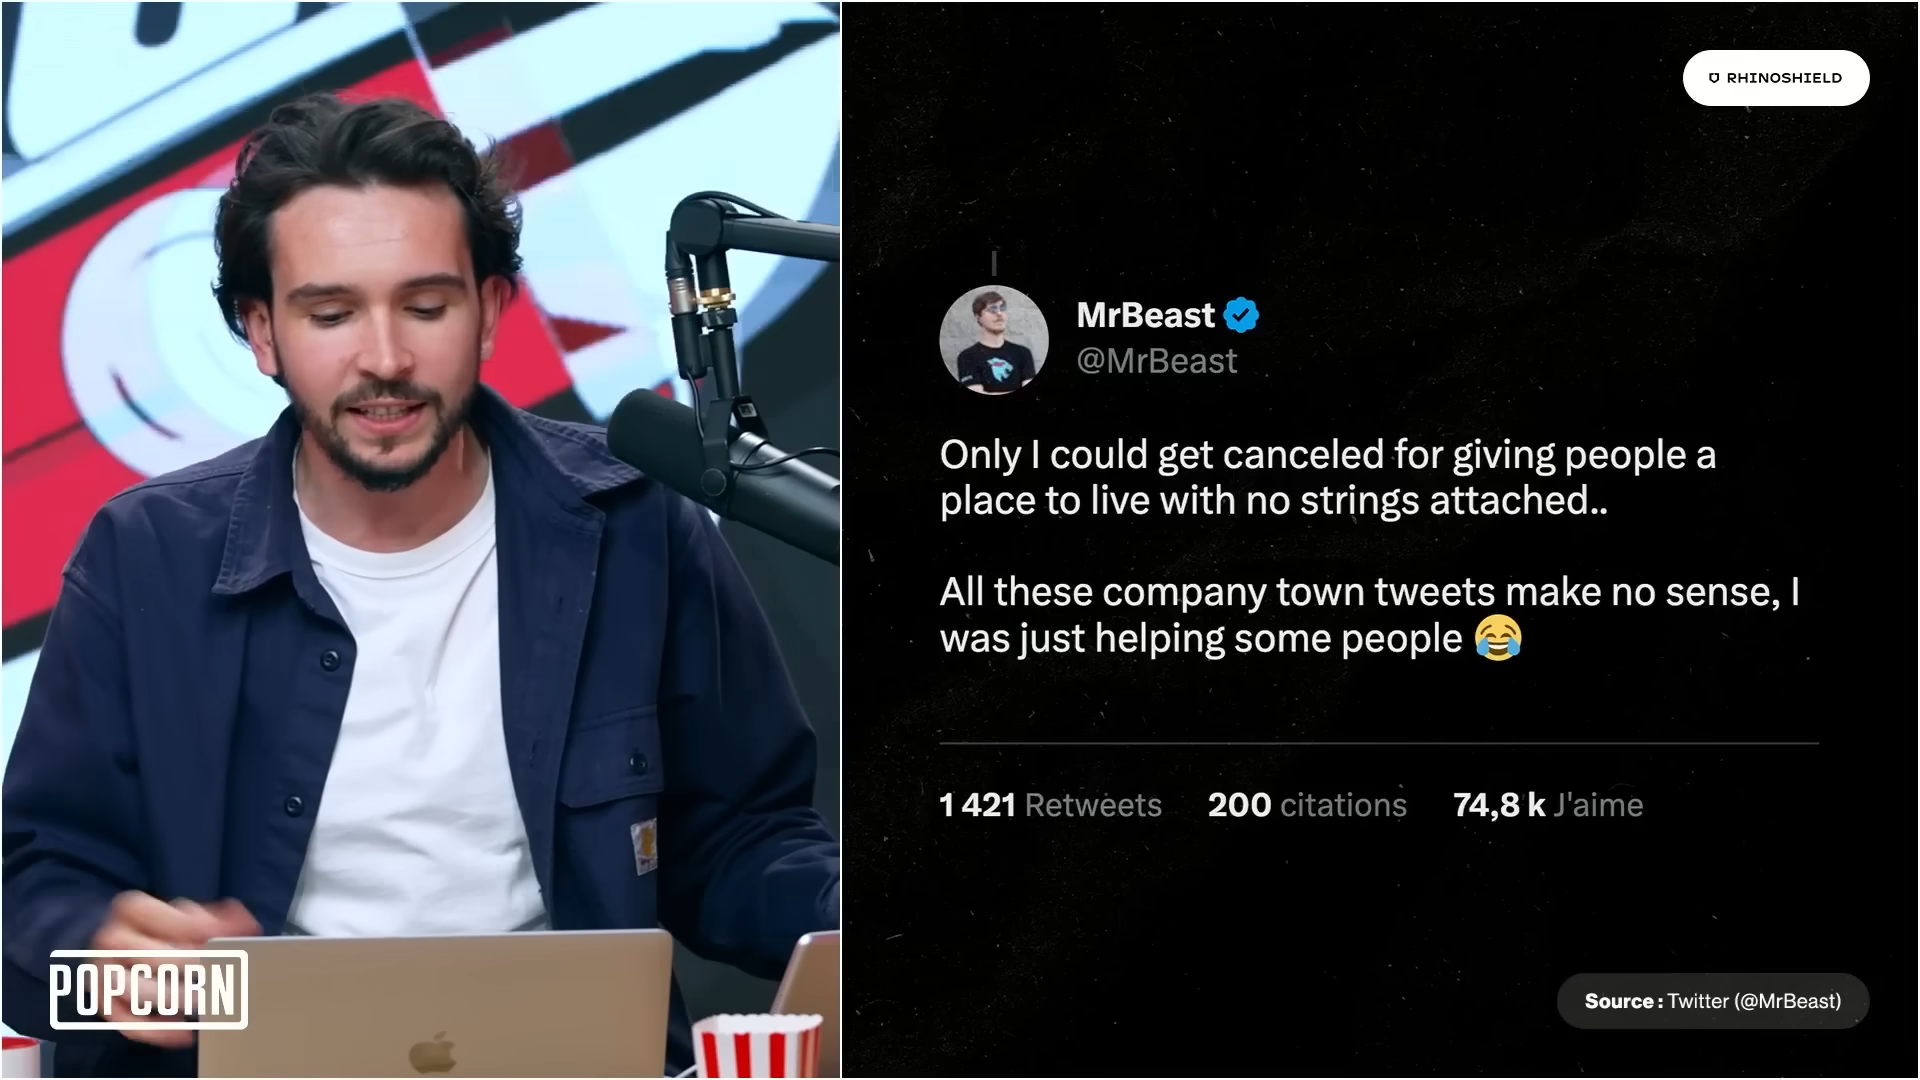 RHINOSHIELD
MrBeast
@MrBeast
Only I could get canceled for giving people a
place to live with no strings attached..
All these company town tweets make no sense, I
was just helping some people 😂
1 421 Retweets 200 citations 74,8 k J'aime
POPCORN
Source : Twitter (@MrBeast)